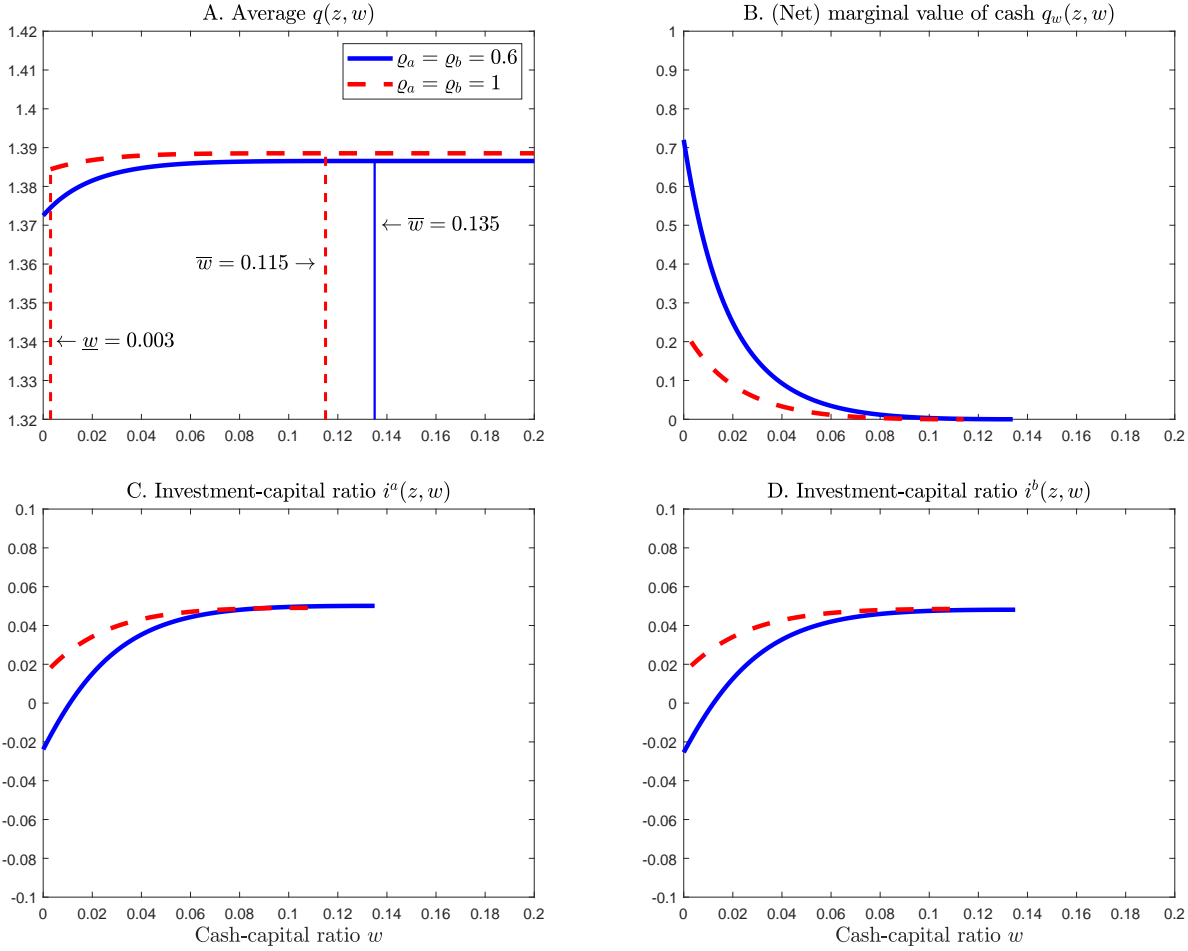 A. Average q(z, w)
1.42
1.41
1.4
1.39
1.38
1.37
1.36
1.35
1.34
1.33
1.32
ϱa = ϱb = 0.6
ϱa = ϱb = 1
← w̅ = 0.135
w̅ = 0.115 →
← w̲ = 0.003
0 0.02 0.04 0.06 0.08 0.1 0.12 0.14 0.16 0.18 0.2
B. (Net) marginal value of cash qw(z, w)
1
0.9
0.8
0.7
0.6
0.5
0.4
0.3
0.2
0.1
0
0 0.02 0.04 0.06 0.08 0.1 0.12 0.14 0.16 0.18 0.2
C. Investment-capital ratio iᵃ(z, w)
0.1
0.08
0.06
0.04
0.02
0
-0.02
-0.04
-0.06
-0.08
-0.1
0 0.02 0.04 0.06 0.08 0.1 0.12 0.14 0.16 0.18 0.2
Cash-capital ratio w
D. Investment-capital ratio iᵇ(z, w)
0.1
0.08
0.06
0.04
0.02
0
-0.02
-0.04
-0.06
-0.08
-0.1
0 0.02 0.04 0.06 0.08 0.1 0.12 0.14 0.16 0.18 0.2
Cash-capital ratio w